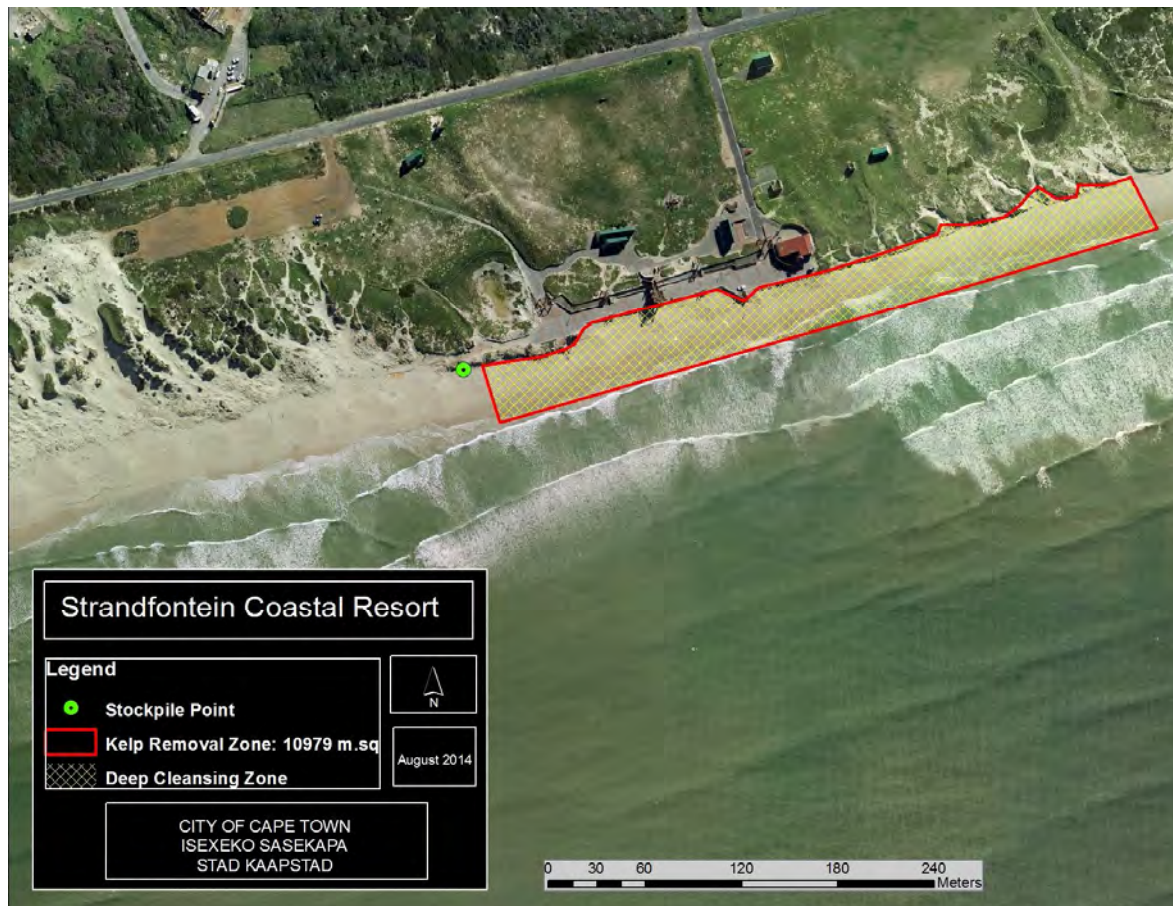 Strandfontein Coastal Resort
Legend
Stockpile Point
Kelp Removal Zone: 10979 m.sq
Deep Cleansing Zone
N
August 2014
CITY OF CAPE TOWN
ISEXEKO SASEKAPA
STAD KAAPSTAD
0 30 60 120 180 240
Meters